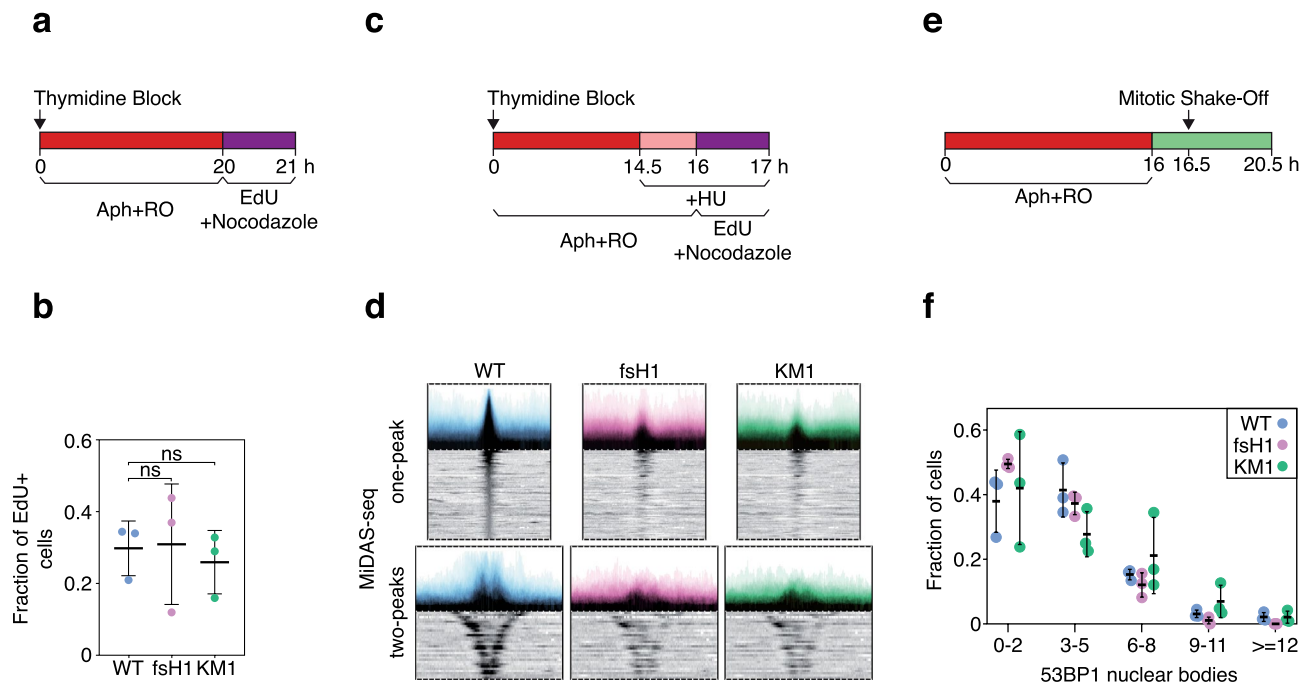 a
Thymidine Block
0 20 21 h
Aph+RO
EdU
+Nocodazole
c
Thymidine Block
0 14.5 16 17 h
+HU
Aph+RO
EdU
+Nocodazole
e
Mitotic Shake-Off
0 16 16.5 20.5 h
Aph+RO
b
Fraction of EdU+
cells
0.6
0.4
0.2
0
ns
ns
WT fsH1 KM1
d
WT fsH1 KM1
MiDAS-seq
one-peak
two-peaks
f
Fraction of cells
0.6
0.4
0.2
0
WT
fsH1
KM1
0-2 3-5 6-8 9-11 >=12
53BP1 nuclear bodies